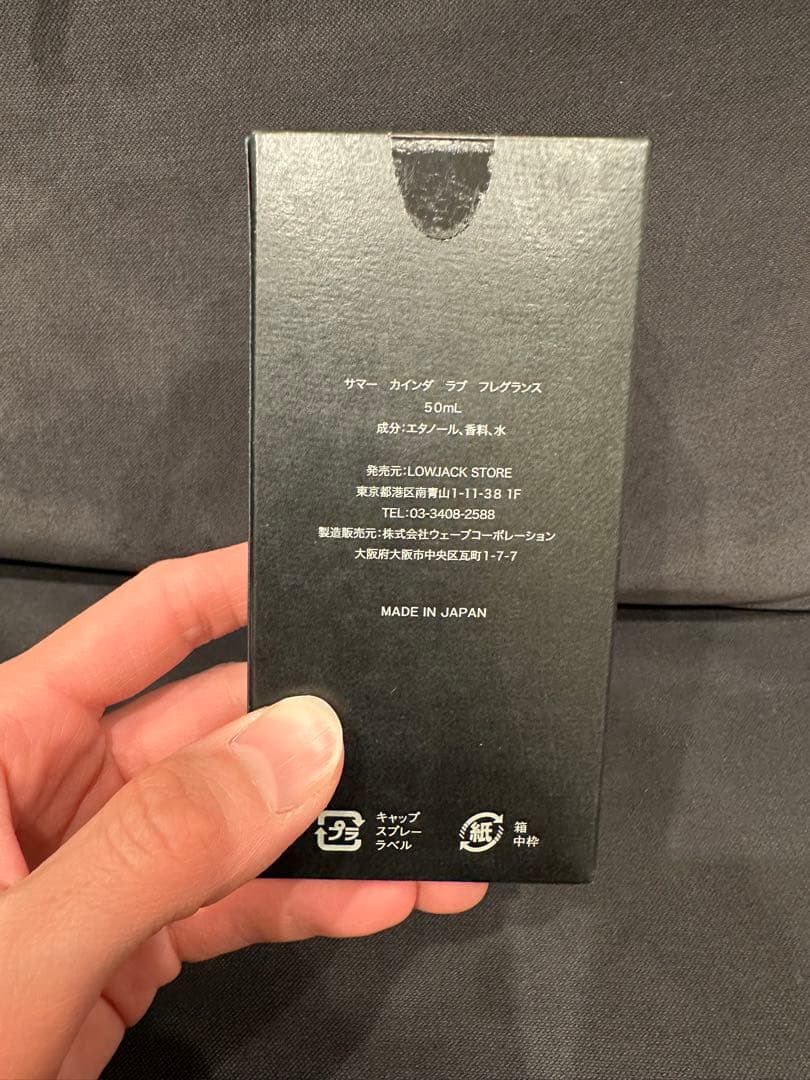 サマー カインダ ラブ フレグランス
50mL
成分:エタノール、香料、水
発売元:LOWJACK STORE
東京都港区南青山1-11-38 1F
TEL:03-3408-2588
製造販売元:株式会社ウェーブコーポレーション
大阪府大阪市中央区瓦町1-7-7
MADE IN JAPAN
プラ
キャップ
スプレー
ラベル
紙
箱
中枠